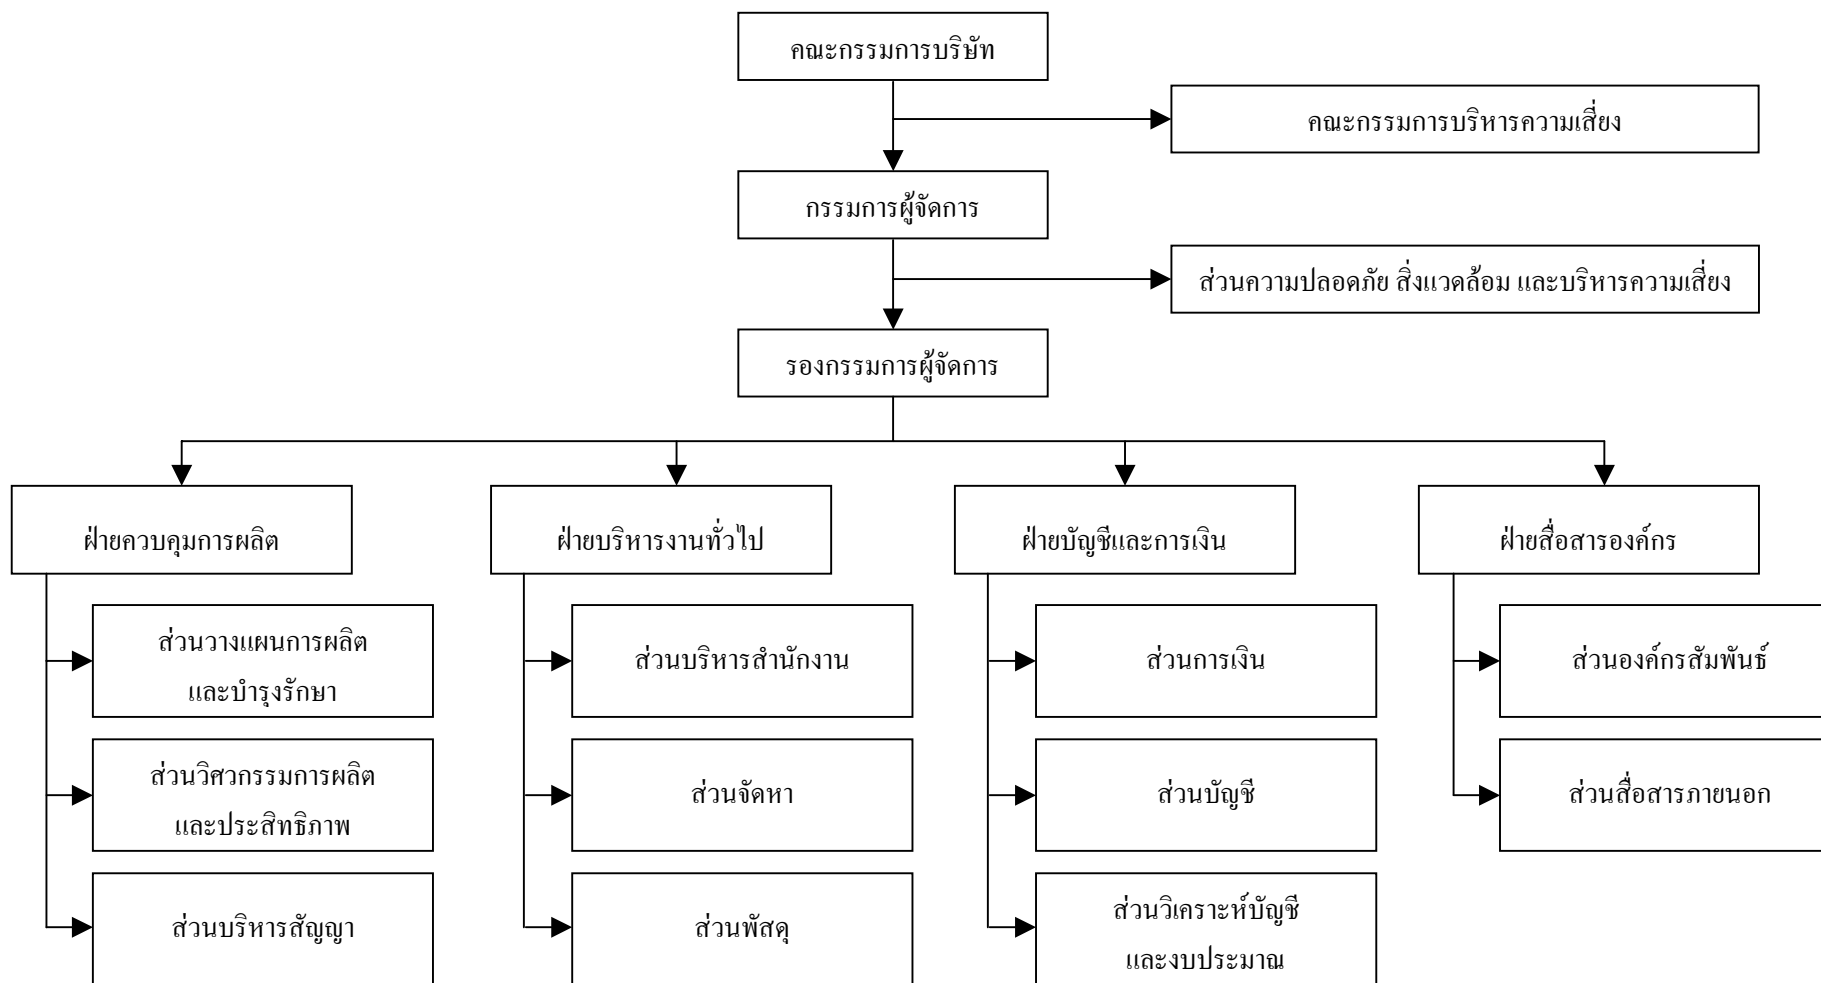 คณะกรรมการบริษัท
คณะกรรมการบริหารความเสี่ยง
กรรมการผู้จัดการ
ส่วนความปลอดภัย สิ่งแวดล้อม และบริหารความเสี่ยง
รองกรรมการผู้จัดการ
ฝ่ายควบคุมการผลิต
ฝ่ายบริหารงานทั่วไป
ฝ่ายบัญชีและการเงิน
ฝ่ายสื่อสารองค์กร
ส่วนวางแผนการผลิต
และบำรุงรักษา
ส่วนบริหารสำนักงาน
ส่วนการเงิน
ส่วนองค์กรสัมพันธ์
ส่วนวิศวกรรมการผลิต
และประสิทธิภาพ
ส่วนจัดหา
ส่วนบัญชี
ส่วนสื่อสารภายนอก
ส่วนบริหารสัญญา
ส่วนพัสดุ
ส่วนวิเคราะห์บัญชี
และงบประมาณ